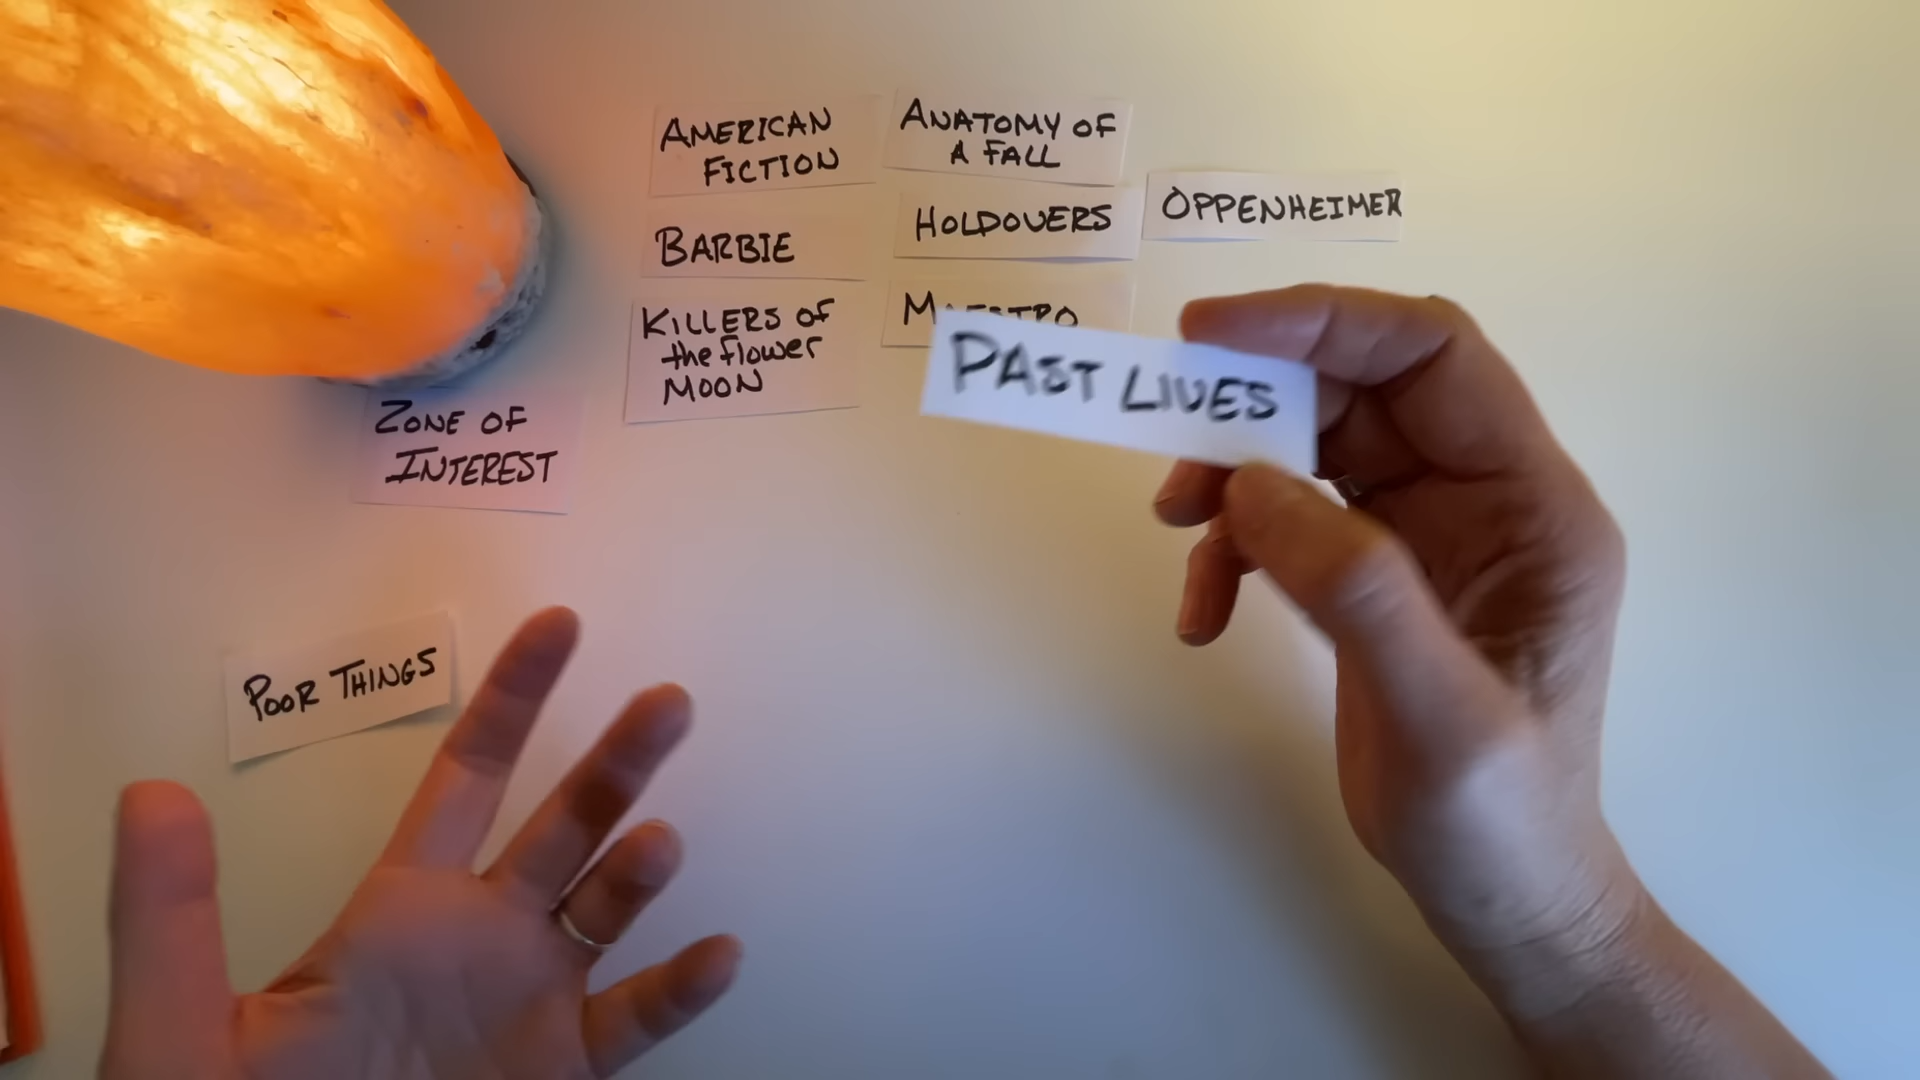 AMERICAN
FICTION
ANATOMY OF
A FALL
OPPENHEIMER
BARBIE
HOLDOVERS
KILLERS OF
the flower
MOON
MAESTRO
PAST LIVES
ZONE OF
INTEREST
POOR THINGS